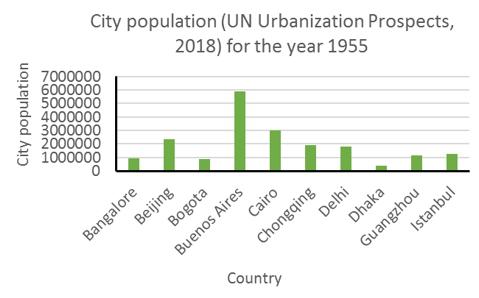 City population (UN Urbanization Prospects,
2018) for the year 1955
City population
7000000
6000000
5000000
4000000
3000000
2000000
1000000
0
Bangalore
Beijing
Bogota
Buenos Aires
Cairo
Chongqing
Delhi
Dhaka
Guangzhou
Istanbul
Country